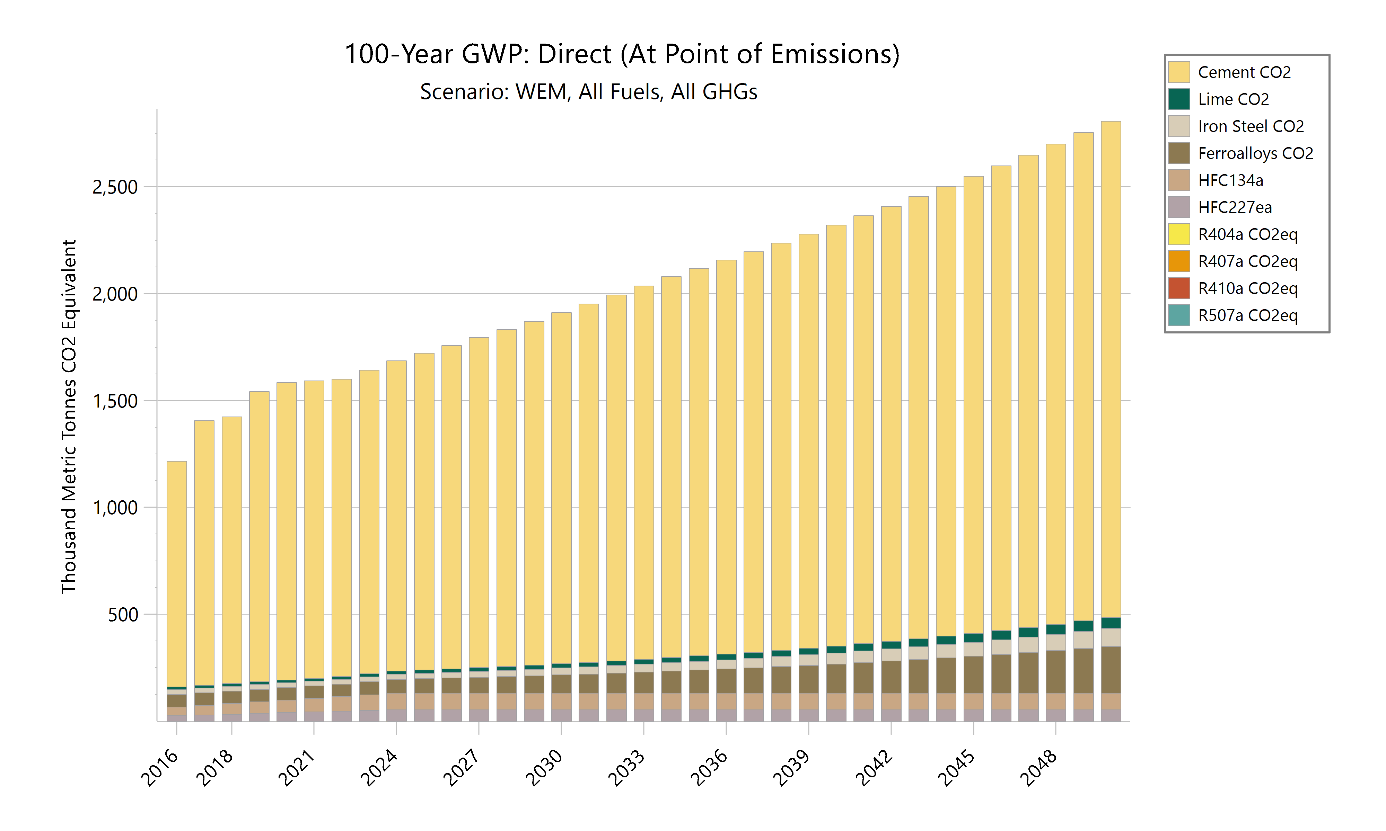 100-Year GWP: Direct (At Point of Emissions)
Scenario: WEM, All Fuels, All GHGs
Thousand Metric Tonnes CO2 Equivalent
2,500
2,000
1,500
1,000
500
2016
2018
2021
2024
2027
2030
2033
2036
2039
2042
2045
2048
Cement CO2
Lime CO2
Iron Steel CO2
Ferroalloys CO2
HFC134a
HFC227ea
R404a CO2eq
R407a CO2eq
R410a CO2eq
R507a CO2eq